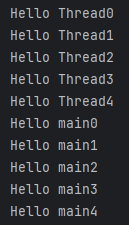 Hello Thread0
Hello Thread1
Hello Thread2
Hello Thread3
Hello Thread4
Hello main0
Hello main1
Hello main2
Hello main3
Hello main4